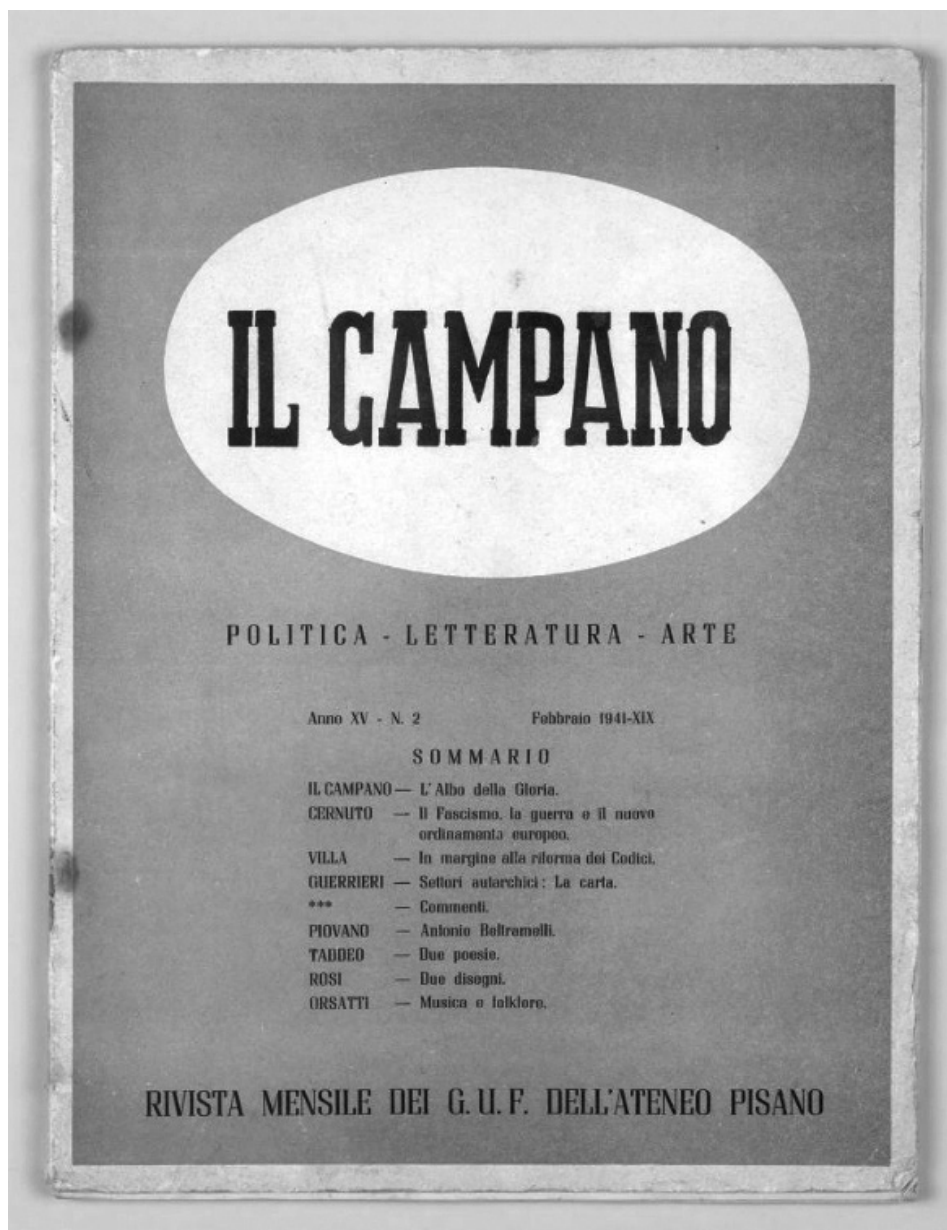 IL CAMPANO
POLITICA - LETTERATURA - ARTE
Anno XV - N. 2 Febbraio 1941-XIX
SOMMARIO
IL CAMPANO — L'Albo della Gloria.
CERNUTO — Il Fascismo, la guerra e il nuovo
ordinamento europeo.
VILLA — In margine alla riforma dei Codici.
GUERRIERI — Settori autarchici: La carta.
*** — Commenti.
PIOVANO — Antonio Beltramelli.
TADDEO — Due poesie.
ROSI — Due disegni.
ORSATTI — Musica e folklore.
RIVISTA MENSILE DEI G. U. F. DELL'ATENEO PISANO